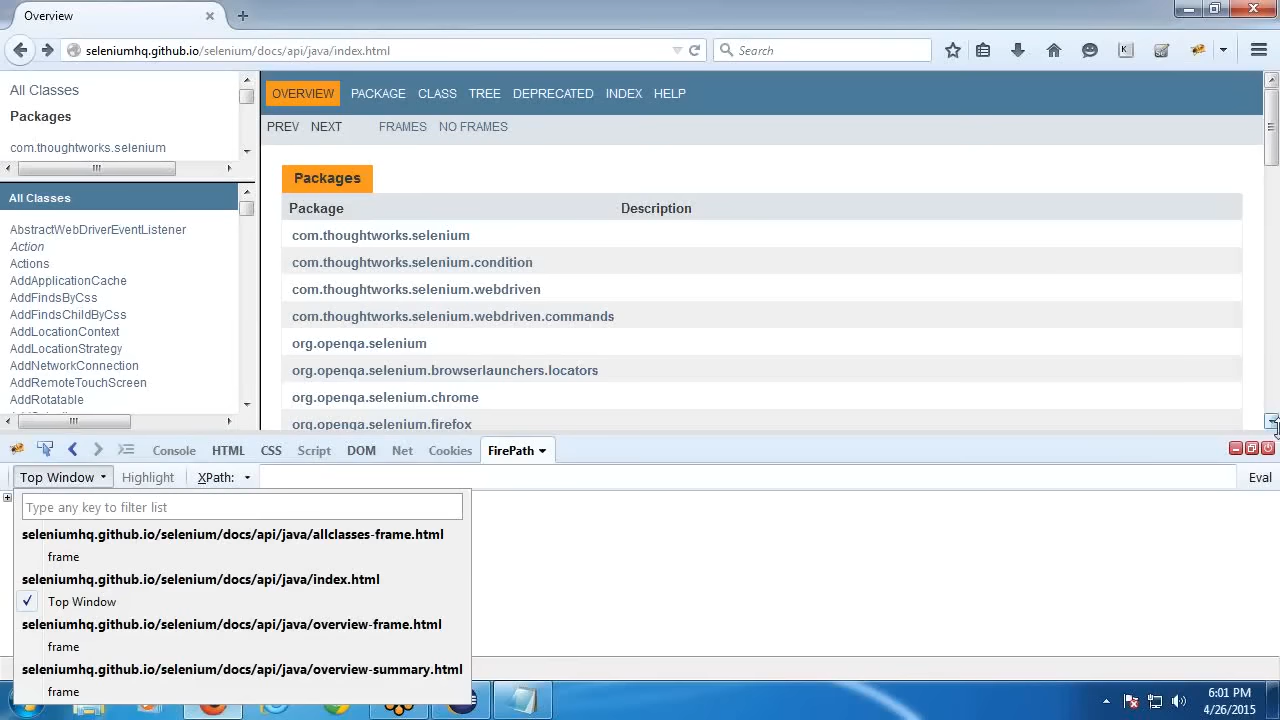 Overview
seleniumhq.github.io/selenium/docs/api/java/index.html
Search
All Classes
Packages
com.thoughtworks.selenium
All Classes
AbstractWebDriverEventListener
Action
Actions
AddApplicationCache
AddFindsByCss
AddFindsChildByCss
AddLocationContext
AddLocationStrategy
AddNetworkConnection
AddRemoteTouchScreen
AddRotatable
OVERVIEW PACKAGE CLASS TREE DEPRECATED INDEX HELP
PREV NEXT FRAMES NO FRAMES
Packages
Package Description
com.thoughtworks.selenium
com.thoughtworks.selenium.condition
com.thoughtworks.selenium.webdriven
com.thoughtworks.selenium.webdriven.commands
org.openqa.selenium
org.openqa.selenium.browserlaunchers.locators
org.openqa.selenium.chrome
org.openqa.selenium.firefox
Console HTML CSS Script DOM Net Cookies FirePath
Top Window Highlight XPath: Eval
Type any key to filter list
seleniumhq.github.io/selenium/docs/api/java/allclasses-frame.html
frame
seleniumhq.github.io/selenium/docs/api/java/index.html
Top Window
seleniumhq.github.io/selenium/docs/api/java/overview-frame.html
frame
seleniumhq.github.io/selenium/docs/api/java/overview-summary.html
frame
6:01 PM
4/26/2015